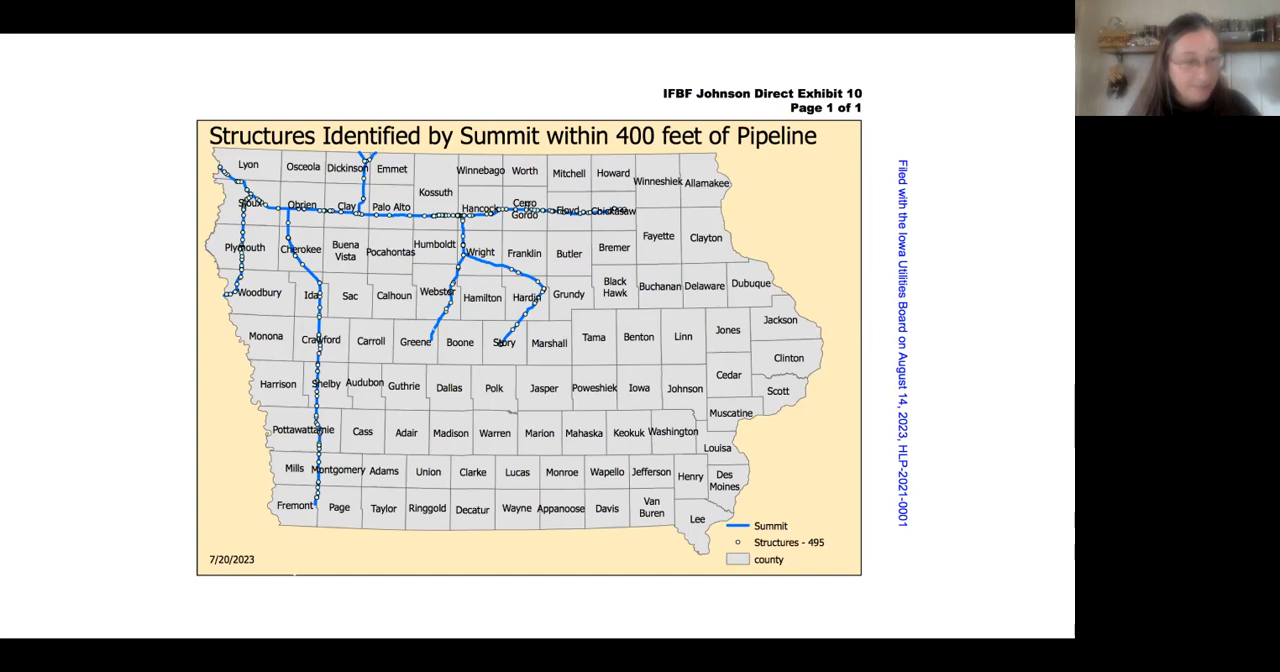 IFBF Johnson Direct Exhibit 10
Page 1 of 1
Structures Identified by Summit within 400 feet of Pipeline
Lyon Osceola Dickinson Emmet Winnebago Worth Mitchell Howard Winneshiek Allamakee
Kossuth
Sioux Obrien Clay Palo Alto Hancock Cerro Gordo Floyd Chickasaw
Plymouth Cherokee Buena Vista Pocahontas Humboldt Wright Franklin Butler Bremer Fayette Clayton
Woodbury Ida Sac Calhoun Webster Hamilton Hardin Grundy Black Hawk Buchanan Delaware Dubuque
Monona Crawford Carroll Greene Boone Story Marshall Tama Benton Linn Jones Jackson
Clinton
Harrison Shelby Audubon Guthrie Dallas Polk Jasper Poweshiek Iowa Johnson Cedar Scott
Muscatine
Pottawattamie Cass Adair Madison Warren Marion Mahaska Keokuk Washington
Louisa
Mills Montgomery Adams Union Clarke Lucas Monroe Wapello Jefferson Henry Des Moines
Fremont Page Taylor Ringgold Decatur Wayne Appanoose Davis Van Buren Lee
Summit
Structures - 495
county
7/20/2023
Filed with the Iowa Utilities Board on August 14, 2023, HLP-2021-0001